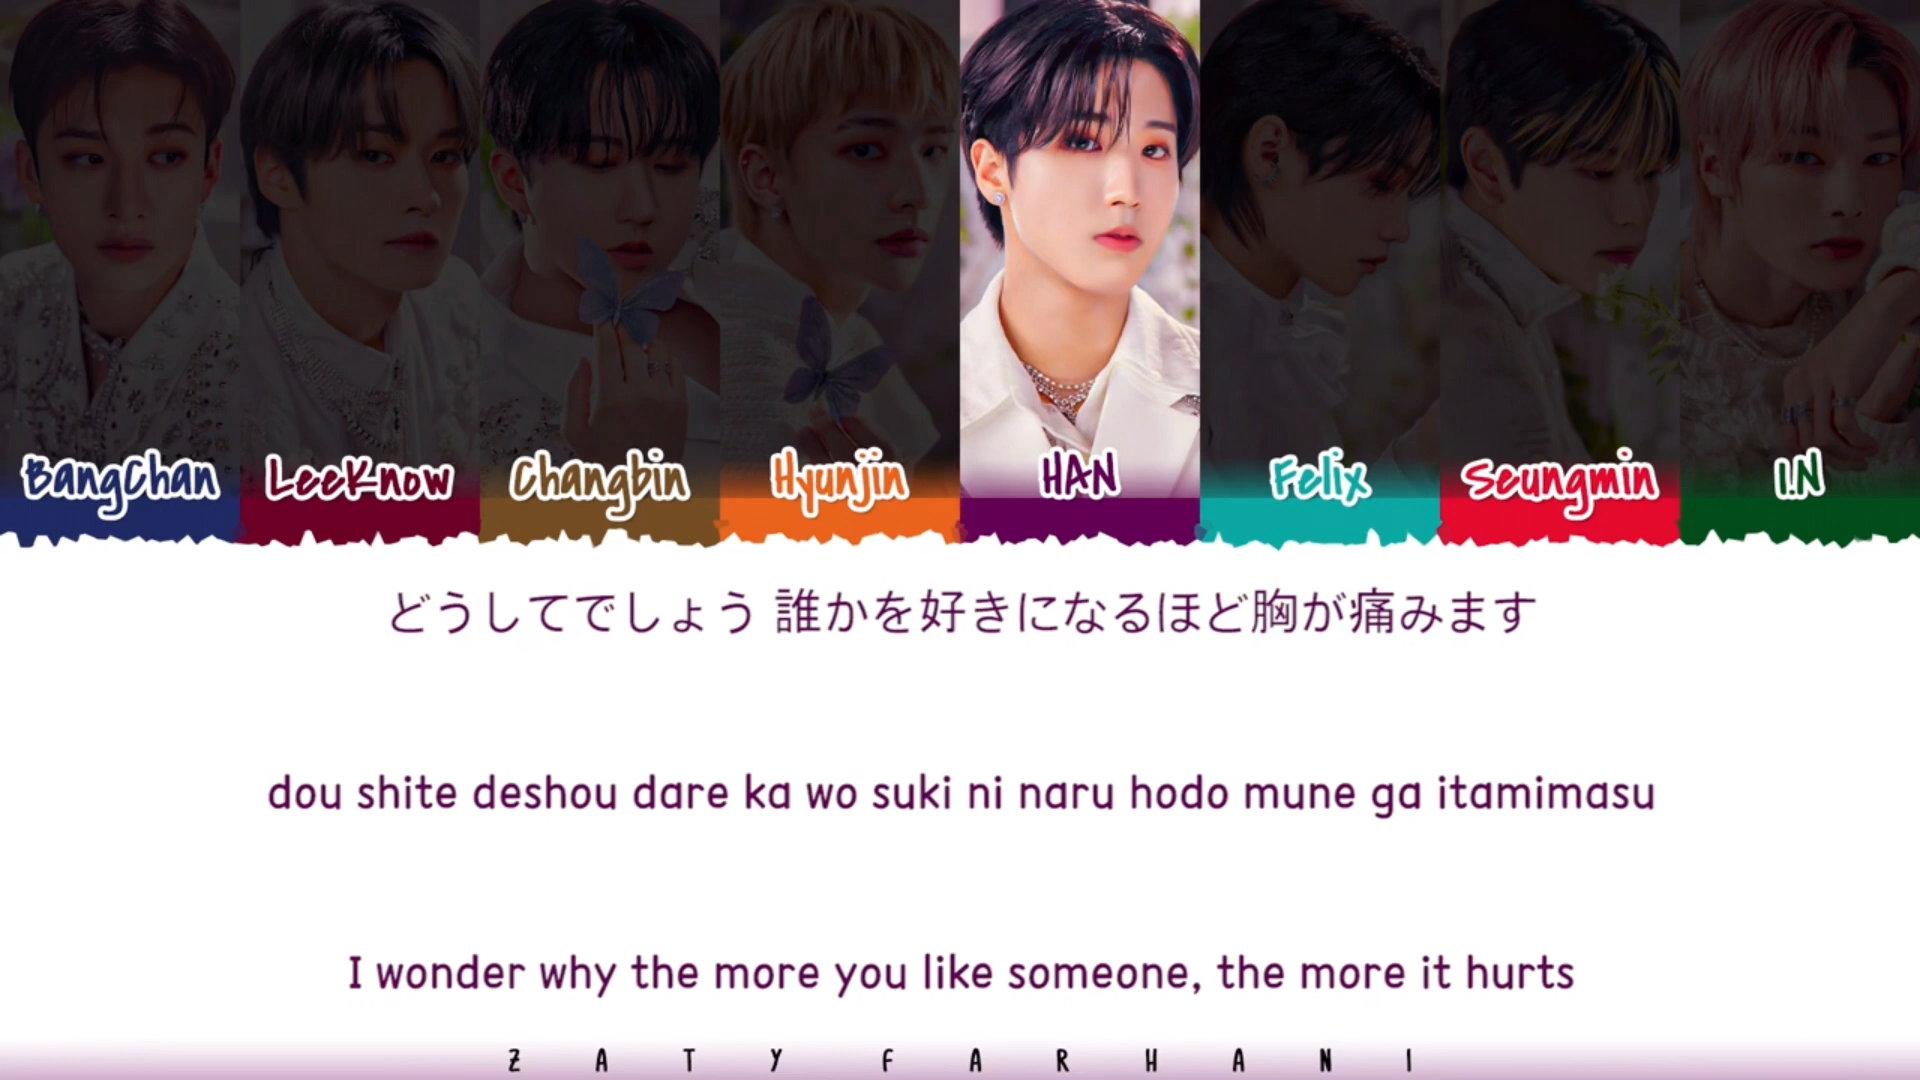 BangChan LeeKnow Changbin Hyunjin HAN Felix Seungmin I.N
どうしてでしょう 誰かを好きになるほど胸が痛みます
dou shite deshou dare ka wo suki ni naru hodo mune ga itamimasu
I wonder why the more you like someone, the more it hurts
ZATY FARHANI